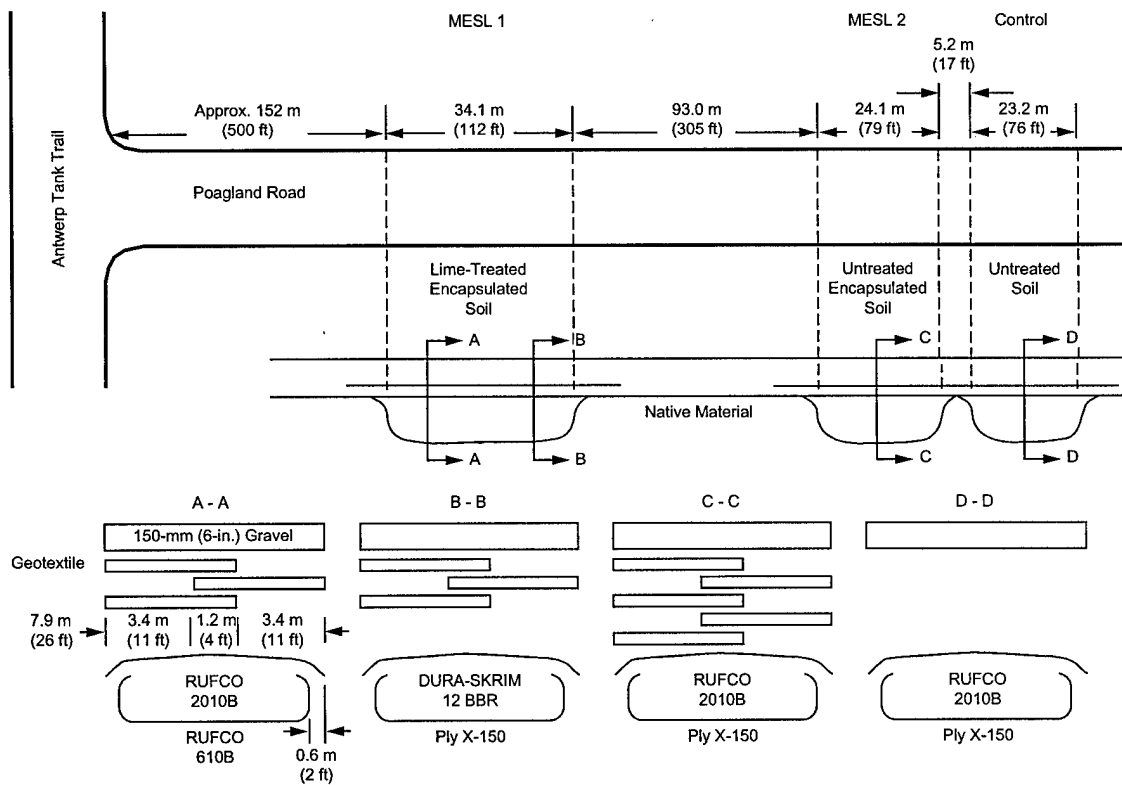 MESL 1
MESL 2
Control
5.2 m
(17 ft)
Approx. 152 m
(500 ft)
34.1 m
(112 ft)
93.0 m
(305 ft)
24.1 m
(79 ft)
23.2 m
(76 ft)
Antwerp Tank Trail
Poagland Road
Lime-Treated
Encapsulated
Soil
Untreated
Encapsulated
Soil
Untreated
Soil
A
B
C
D
Native Material
A
B
C
D
A - A
B - B
C - C
D - D
150-mm (6-in.) Gravel
Geotextile
7.9 m
(26 ft)
3.4 m
(11 ft)
1.2 m
(4 ft)
3.4 m
(11 ft)
RUFCO
2010B
RUFCO
610B
0.6 m
(2 ft)
DURA-SKRIM
12 BBR
Ply X-150
RUFCO
2010B
Ply X-150
RUFCO
2010B
Ply X-150